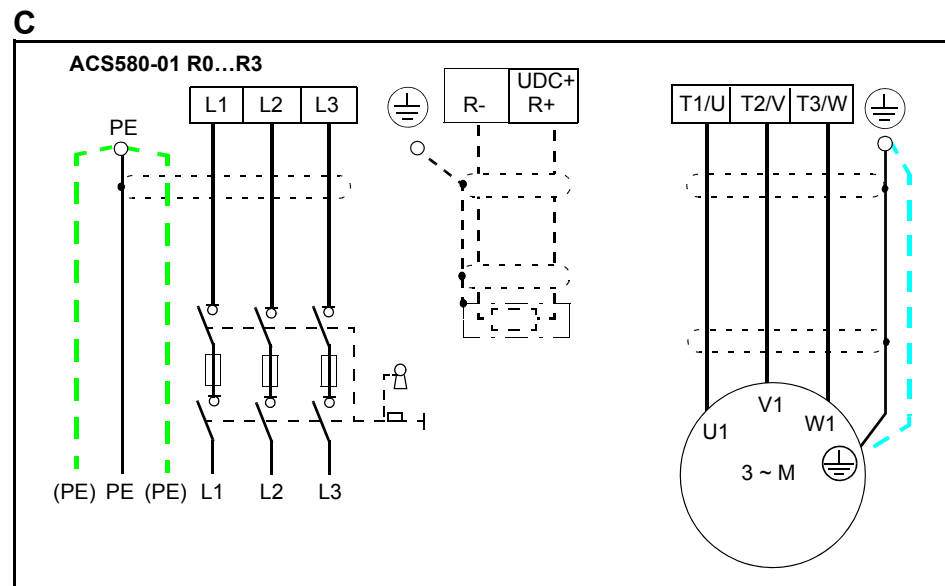 C
ACS580-01 R0…R3
L1 L2 L3
R-
UDC+
R+
T1/U T2/V T3/W
PE
U1
V1
W1
3 ~ M
(PE) PE (PE) L1 L2 L3